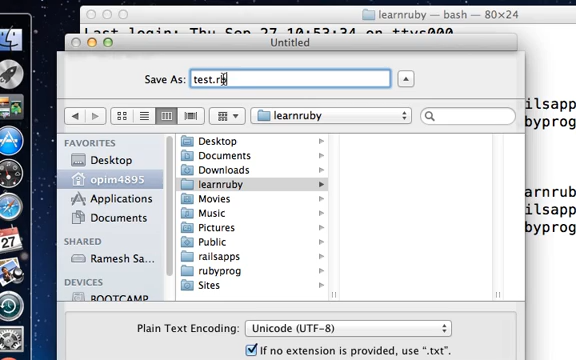 learnruby — bash — 80×24
Last login: Thu Sep 27 10:53:34 on ttys000
Untitled
Save As: test.rb
learnruby
FAVORITES
Desktop
opim4895
Applications
Documents
SHARED
Ramesh Sa...
DEVICES
BOOTCAMP
Desktop
Documents
Downloads
learnruby
Movies
Music
Pictures
Public
railsapps
rubyprog
Sites
ilsapp
byprog
arnrub
ilsapp
byprog
27
Plain Text Encoding: Unicode (UTF-8)
If no extension is provided, use “.txt”.